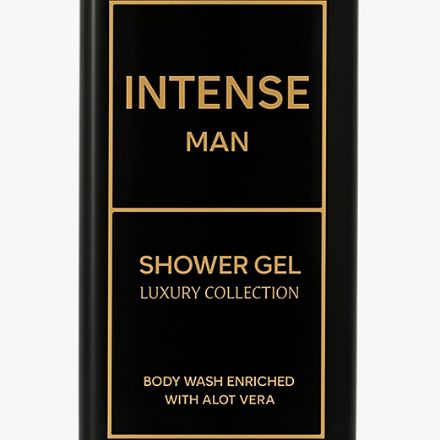 INTENSE
MAN
SHOWER GEL
LUXURY COLLECTION
BODY WASH ENRICHED
WITH ALOT VERA